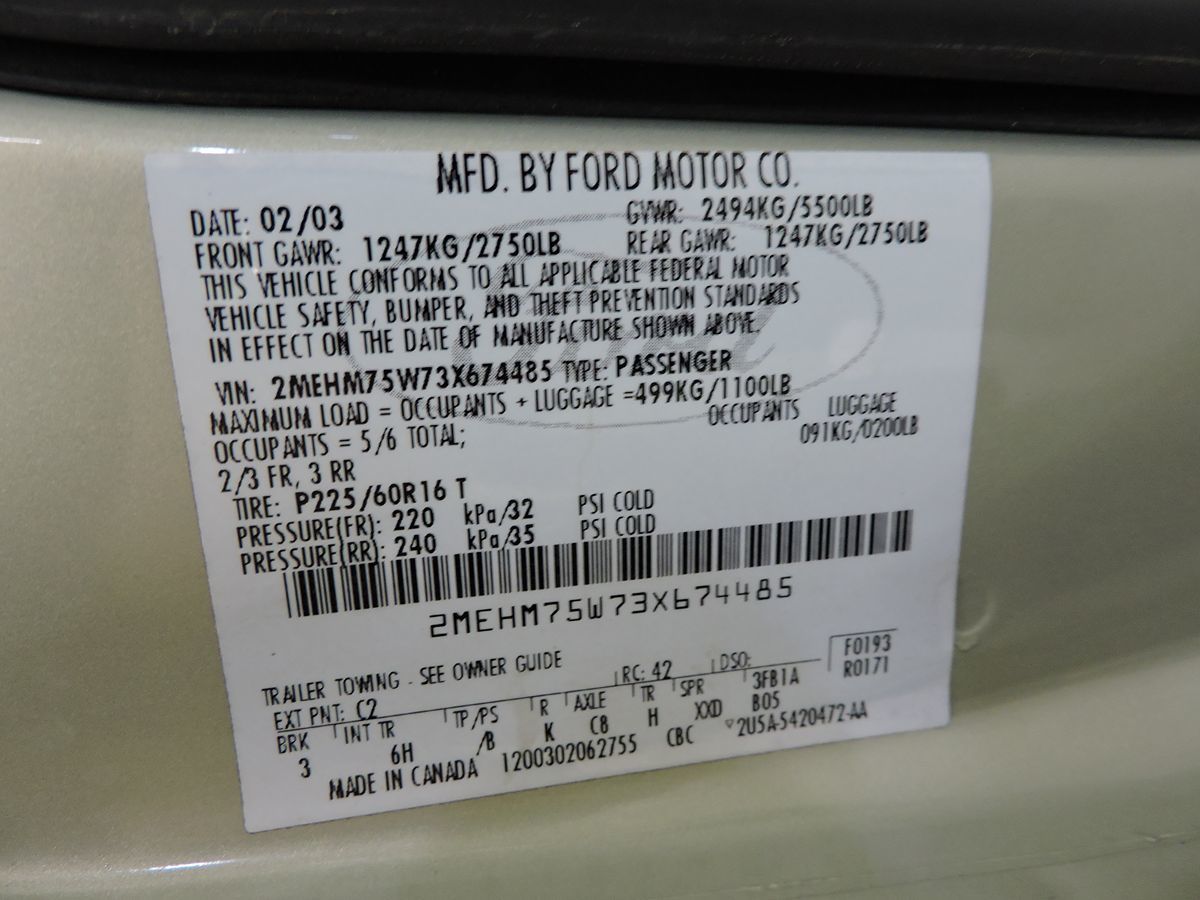 MFD. BY FORD MOTOR CO.
DATE: 02/03 GVWR: 2494KG/5500LB
FRONT GAWR: 1247KG/2750LB REAR GAWR: 1247KG/2750LB
THIS VEHICLE CONFORMS TO ALL APPLICABLE FEDERAL MOTOR
VEHICLE SAFETY, BUMPER, AND THEFT PREVENTION STANDARDS
IN EFFECT ON THE DATE OF MANUFACTURE SHOWN ABOVE.
VIN: 2MEHM75W73X674485 TYPE: PASSENGER
MAXIMUM LOAD = OCCUPANTS + LUGGAGE =499KG/1100LB
OCCUPANTS LUGGAGE
OCCUPANTS = 5/6 TOTAL; 091KG/0200LB
2/3 FR, 3 RR
TIRE: P225/60R16 T
PRESSURE(FR): 220 kPa/32 PSI COLD
PRESSURE(RR): 240 kPa/35 PSI COLD
2MEHM75W73X674485
TRAILER TOWING - SEE OWNER GUIDE
F0193
EXT PNT: C2 RC: 42 DSO: R0171
BRK INT TR TP/PS R AXLE TR SPR 3FB1A
3 6H /B K C8 H XXD B05
MADE IN CANADA 1200302062755 CBC ▽2U5A-5420472-AA